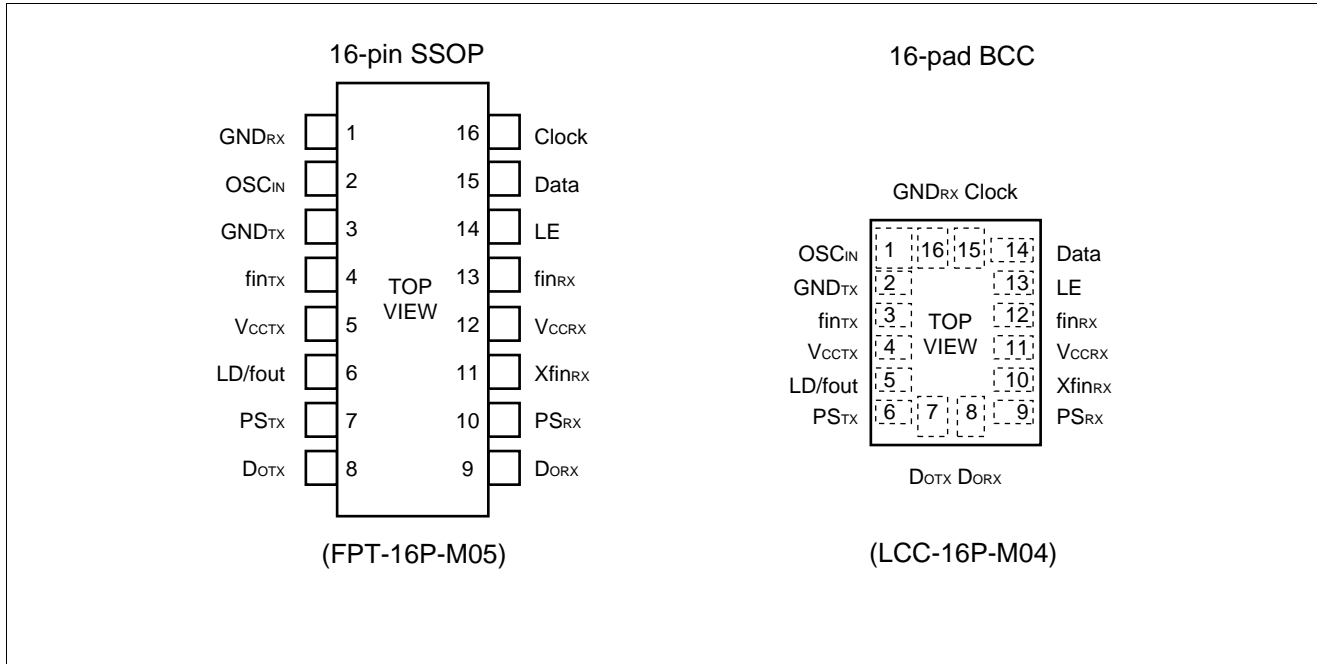 16-pin SSOP
GNDRX 1 16 Clock
OSCIN 2 15 Data
GNDTX 3 14 LE
finTX 4 13 finRX
TOP
VIEW
VCCTX 5 12 VCCRX
LD/fout 6 11 XfinRX
PSTX 7 10 PSRX
DOTX 8 9 DORX
(FPT-16P-M05)
16-pad BCC
GNDRX Clock
OSCIN 1 16 15 14 Data
GNDTX 2 13 LE
finTX 3 12 finRX
TOP
VIEW
VCCTX 4 11 VCCRX
LD/fout 5 10 XfinRX
PSTX 6 7 8 9 PSRX
DOTX DORX
(LCC-16P-M04)